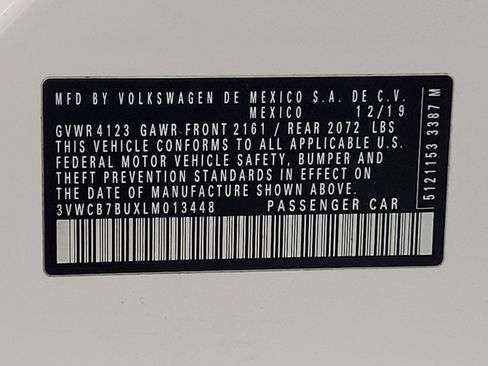 MFD BY VOLKSWAGEN DE MEXICO S.A. DE C.V.
MEXICO 12/19
GVWR 4123 GAWR FRONT 2161 / REAR 2072 LBS
THIS VEHICLE CONFORMS TO ALL APPLICABLE U.S.
FEDERAL MOTOR VEHICLE SAFETY, BUMPER AND
THEFT PREVENTION STANDARDS IN EFFECT ON
THE DATE OF MANUFACTURE SHOWN ABOVE.
3VWCB7BUXLM013448 PASSENGER CAR
5121153 3387 M